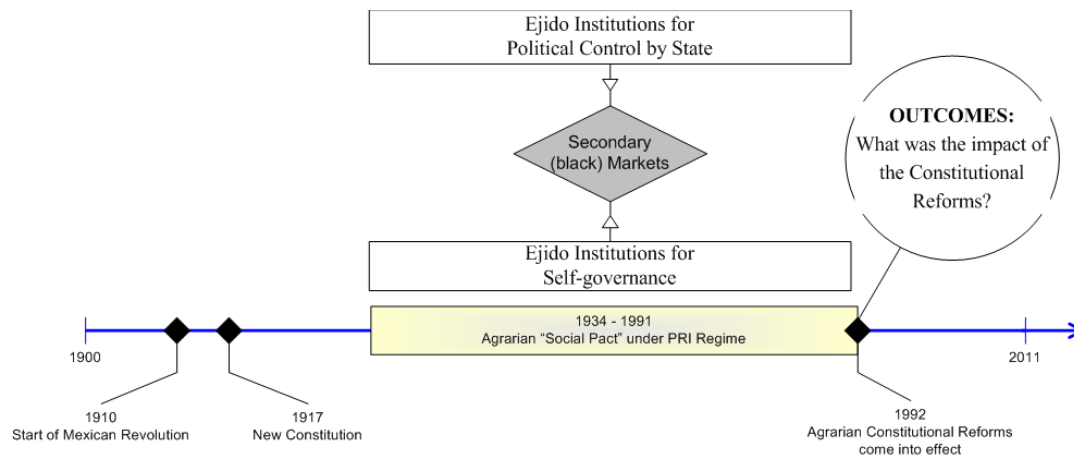 Ejido Institutions for
Political Control by State
Secondary
(black) Markets
OUTCOMES:
What was the impact of
the Constitutional
Reforms?
Ejido Institutions for
Self-governance
1934 - 1991
Agrarian “Social Pact” under PRI Regime
1900
2011
1910
Start of Mexican Revolution
1917
New Constitution
1992
Agrarian Constitutional Reforms
come into effect